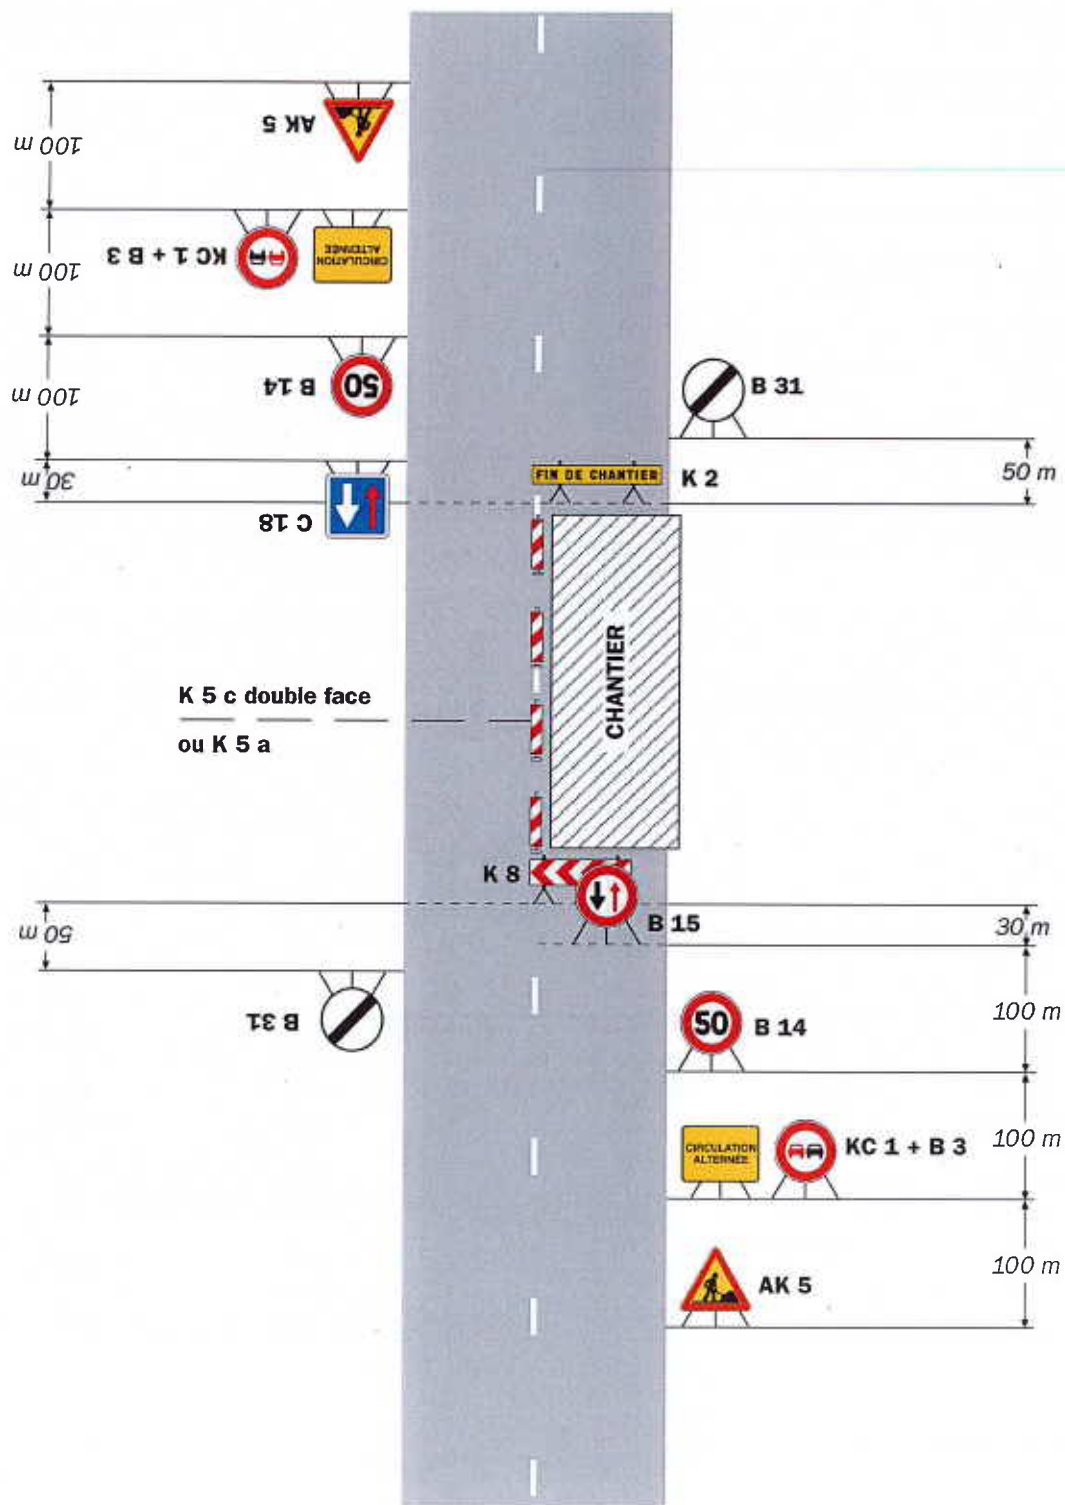 AK 5
100 m
KC 1 + B 3
CIRCULATION
ALTERNÉE
100 m
B 14
50
100 m
B 31
30 m
C 18
FIN DE CHANTIER
K 2
50 m
CHANTIER
K 5 c double face
ou K 5 a
K 8
B 15
50 m
30 m
B 31
50
B 14
100 m
CIRCULATION
ALTERNÉE
KC 1 + B 3
100 m
AK 5
100 m